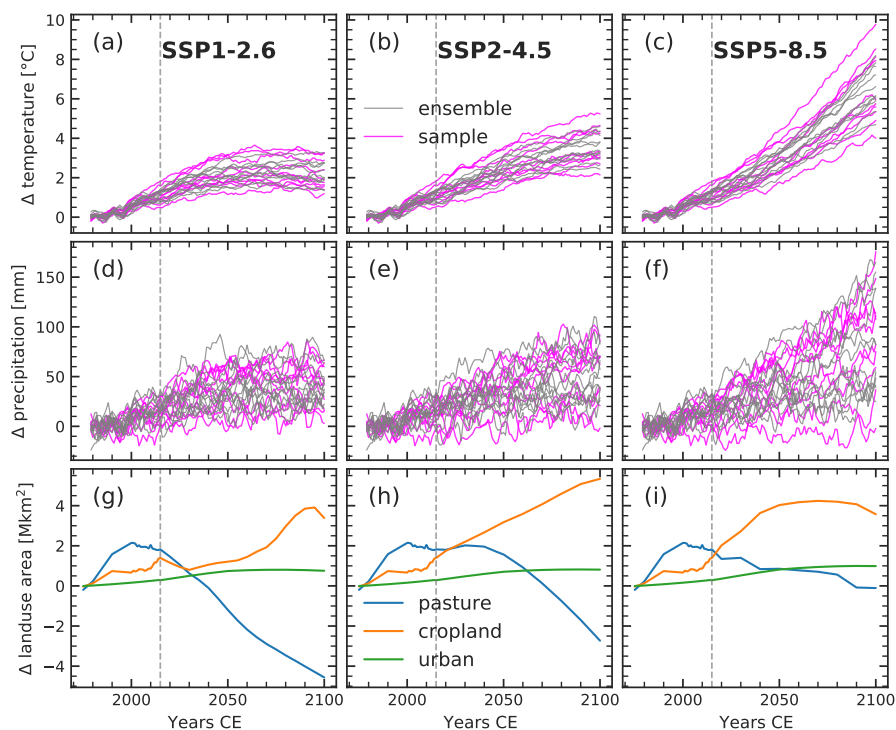 (a) SSP1-2.6
(b) SSP2-4.5
(c) SSP5-8.5
ensemble
sample
Δ temperature [°C]
10
8
6
4
2
0
(d)
(e)
(f)
Δ precipitation [mm]
150
100
50
0
(g)
(h)
(i)
pasture
cropland
urban
Δ landuse area [Mkm²]
4
2
0
−2
−4
2000 2050 2100
2000 2050 2100
2000 2050 2100
Years CE
Years CE
Years CE